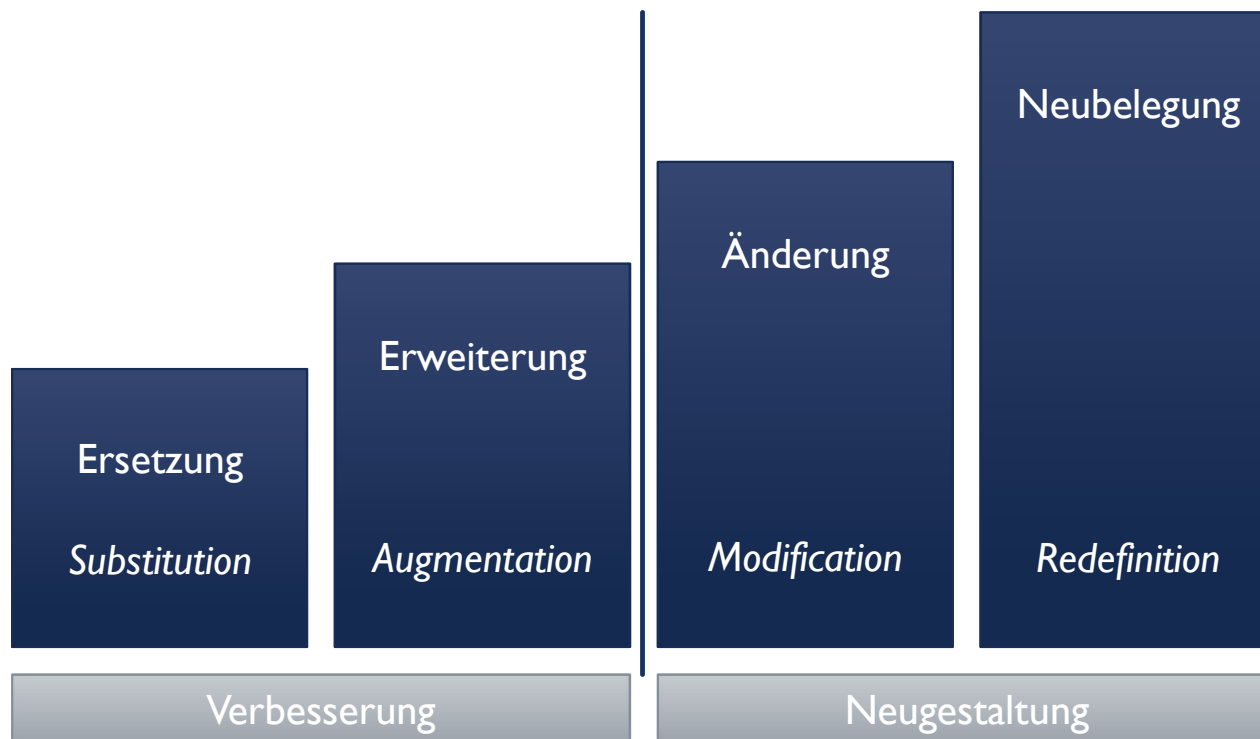 Ersetzung
Substitution
Erweiterung
Augmentation
Änderung
Modification
Neubelegung
Redefinition
Verbesserung
Neugestaltung